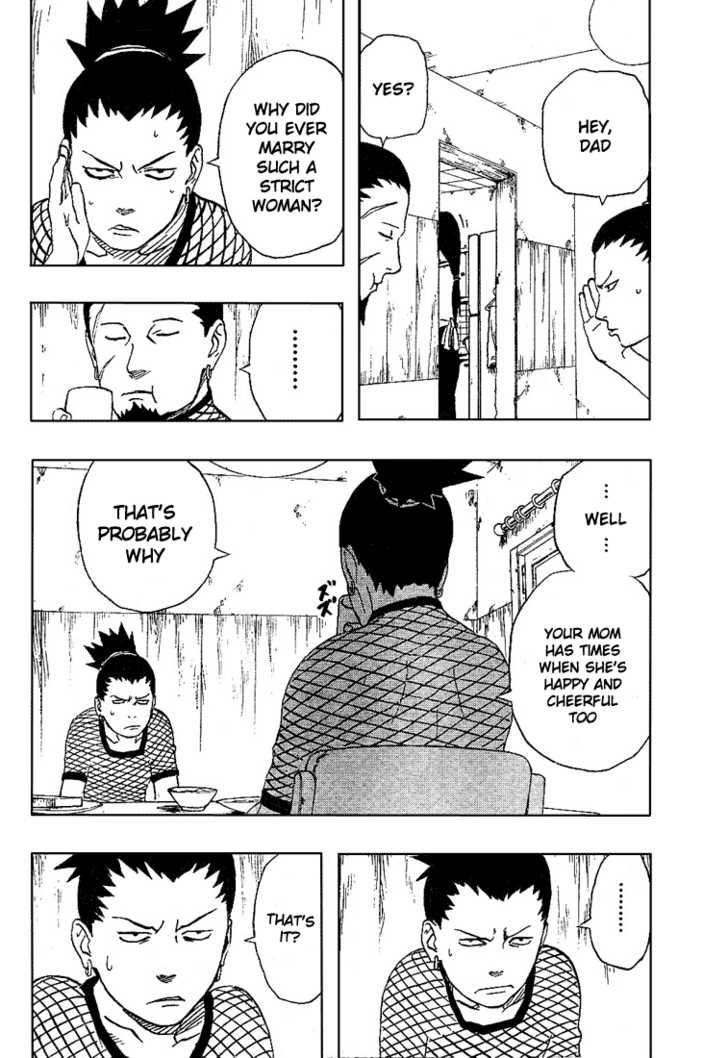 HEY,
DAD
YES?
WHY DID
YOU EVER
MARRY
SUCH A
STRICT
WOMAN?
........
...
WELL
...
YOUR MOM
HAS TIMES
WHEN SHE'S
HAPPY AND
CHEERFUL
TOO
ズズ
THAT'S
PROBABLY
WHY
......
THAT'S
IT?